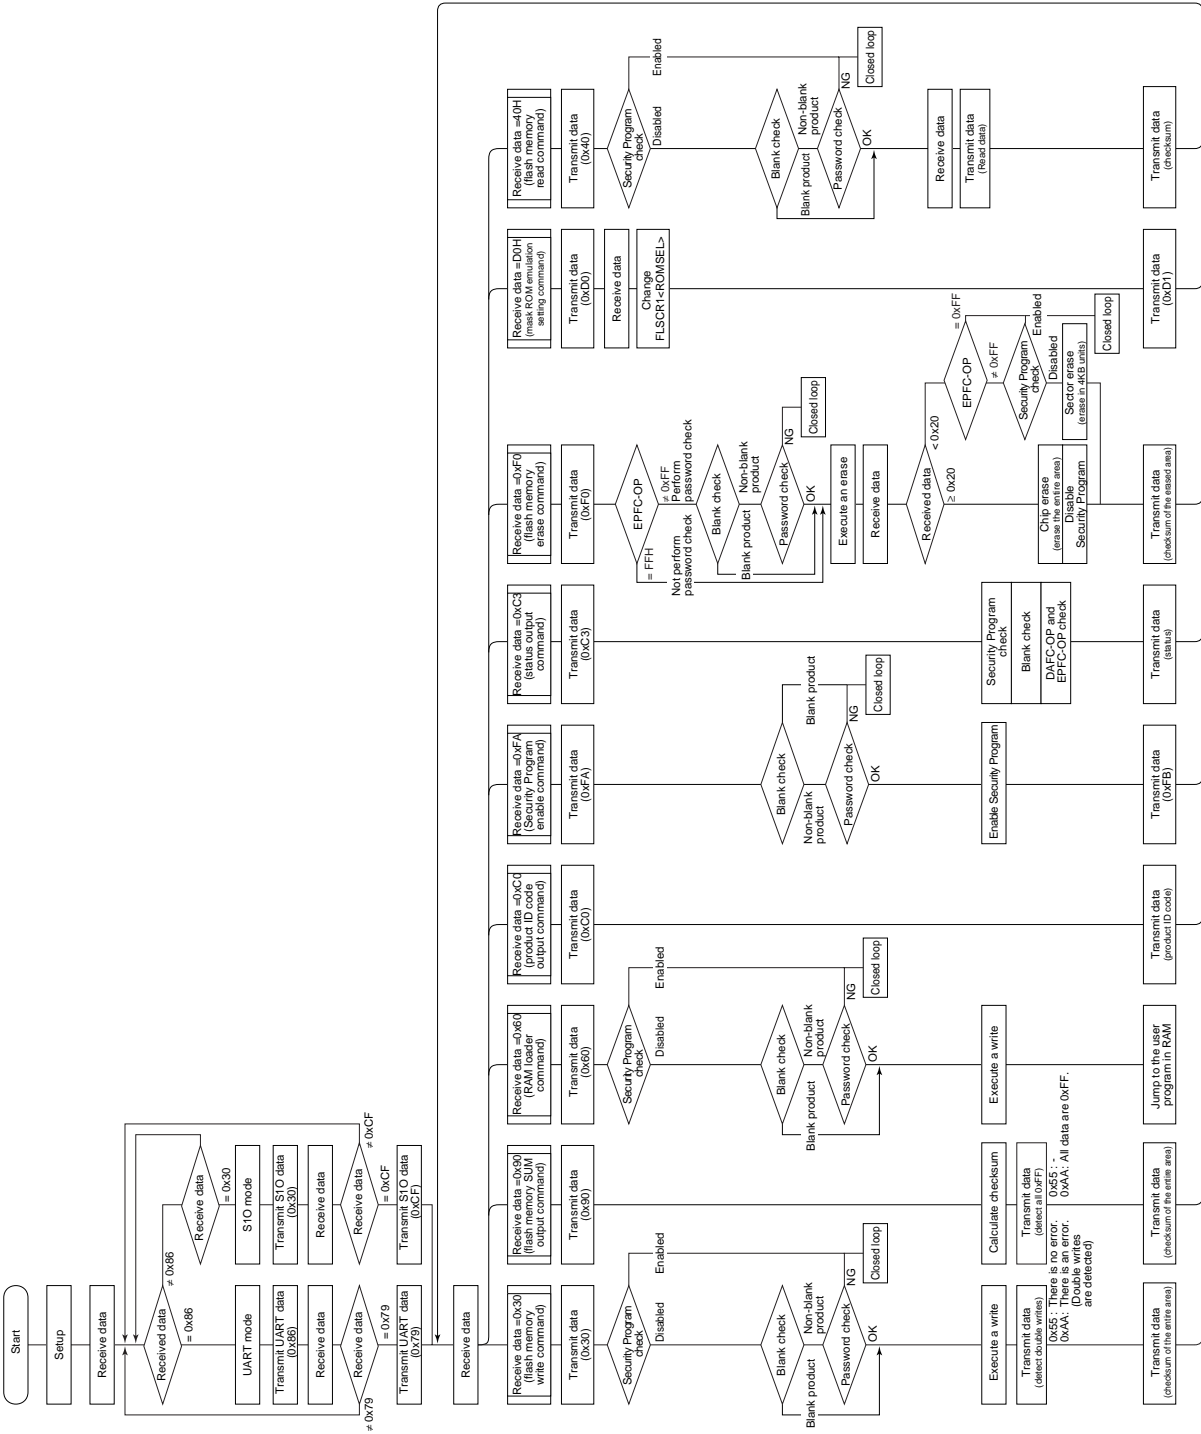 Start
Setup
Receive data
Received data
≠ 0x86
= 0x86
UART mode
Transmit UART data
(0x86)
Receive data
Receive data
= 0x79
≠ 0x79
Transmit UART data
(0x79)
Receive data
= 0x30
S1O mode
Transmit S1O data
(0x30)
Receive data
Receive data
≠ 0xCF
= 0xCF
Transmit S1O data
(0xCF)
Receive data
Receive data =0x30
(flash memory
write command)
Transmit data
(0x30)
Security Program
check
Enabled
Disabled
Blank check
Blank product
Non-blank
product
Password check
NG
OK
Closed loop
Execute a write
Transmit data
(detect double writes)
0x55 : There is no error.
0xAA: There is an error.
(Double writes
are detected)
Transmit data
(checksum of the entire area)
Receive data =0x90
(flash memory SUM
output command)
Transmit data
(0x90)
Calculate checksum
Transmit data
(detect all 0xFF)
0x55 : -
0xAA: All data are 0xFF.
Transmit data
(checksum of the entire area)
Receive data =0x60
(RAM loader
command)
Transmit data
(0x60)
Security Program
check
Enabled
Disabled
Blank check
Blank product
Non-blank
product
Password check
NG
OK
Closed loop
Execute a write
Jump to the user
program in RAM
Receive data =0xC0
(product ID code
output command)
Transmit data
(0xC0)
Transmit data
(product ID code)
Receive data =0xFA
(Security Program
enable command)
Transmit data
(0xFA)
Blank check
Blank product
Non-blank
product
Password check
NG
OK
Closed loop
Enable Security Program
Transmit data
(0xFB)
Receive data =0xC3
(status output
command)
Transmit data
(0xC3)
Security Program
check
Blank check
DAFC-OP and
EPFC-OP check
Transmit data
(status)
Receive data =0xF0
(flash memory
erase command)
Transmit data
(0xF0)
EPFC-OP
= FFH
Not perform
password check
≠ 0xFF
Perform
password check
Blank check
Blank product
Non-blank
product
Password check
NG
OK
Closed loop
Execute an erase
Receive data
Received data
< 0x20
≥ 0x20
EPFC-OP
= 0xFF
≠ 0xFF
Security Program
check
Enabled
Disabled
Closed loop
Sector erase
(erase in 4KB units)
Chip erase
(erase the entire area)
Disable
Security Program
Transmit data
(checksum of the erased area)
Receive data =D0H
(mask ROM emulation
setting command)
Transmit data
(0xD0)
Receive data
Change
FLSCR1<ROMSEL>
Transmit data
(0xD1)
Receive data =40H
(flash memory
read command)
Transmit data
(0x40)
Security Program
check
Enabled
Disabled
Blank check
Blank product
Non-blank
product
Password check
NG
OK
Closed loop
Receive data
Transmit data
(Read data)
Transmit data
(checksum)